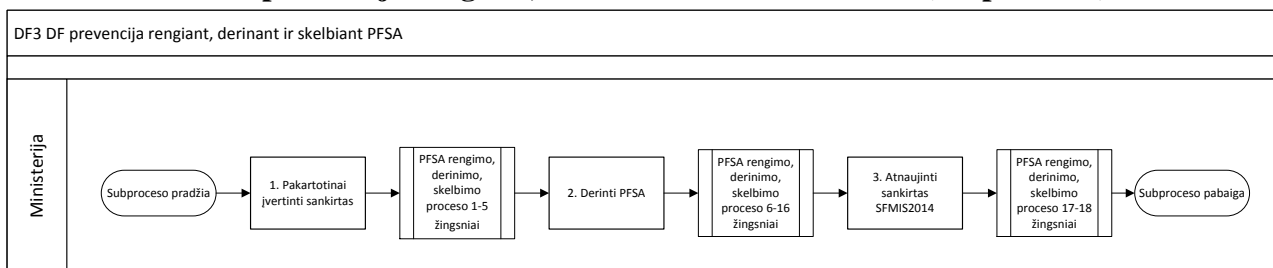 DF3 DF prevencija rengiant, derinant ir skelbiant PFSA
Ministerija
Subproceso pradžia
1. Pakartotinai
įvertinti sankirtas
PFSA rengimo,
derinimo,
skelbimo
proceso 1-5
žingsniai
2. Derinti PFSA
PFSA rengimo,
derinimo,
skelbimo
proceso 6-16
žingsniai
3. Atnaujinti
sankirtas
SFMIS2014
PFSA rengimo,
derinimo,
skelbimo
proceso 17-18
žingsniai
Subproceso pabaiga